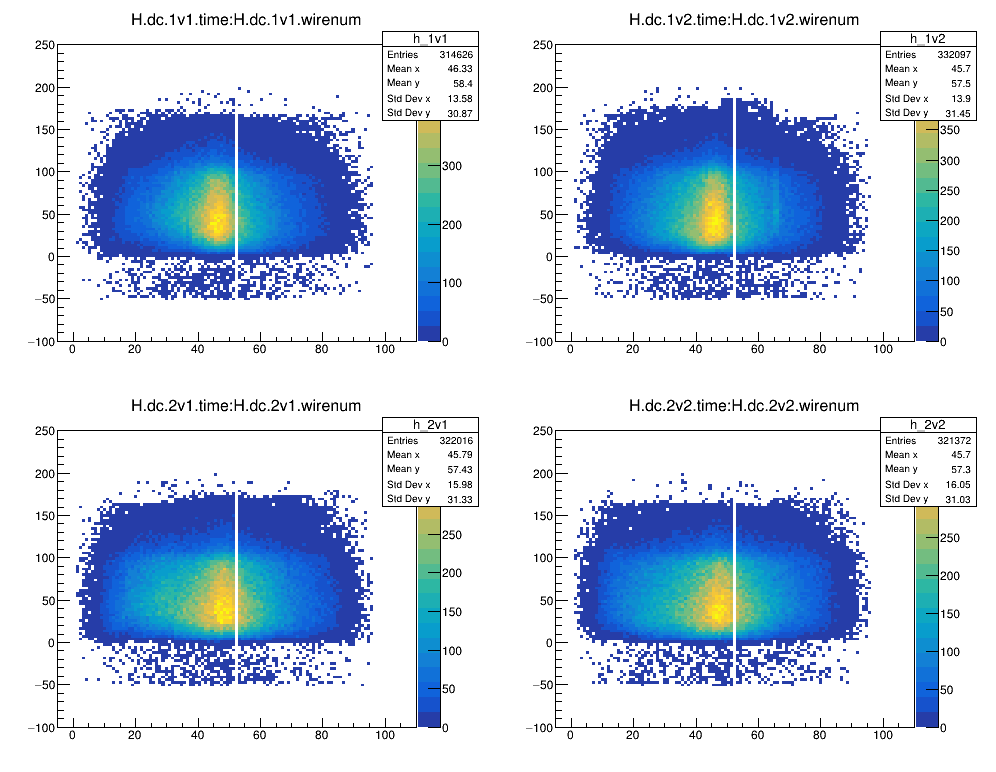 H.dc.1v1.time:H.dc.1v1.wirenum
h_1v1
Entries 314626
Mean x 46.33
Mean y 58.4
Std Dev x 13.58
Std Dev y 30.87
250
200
150
100
50
0
−50
−100
0 20 40 60 80 100
300
200
100
0
H.dc.1v2.time:H.dc.1v2.wirenum
h_1v2
Entries 332097
Mean x 45.7
Mean y 57.5
Std Dev x 13.9
Std Dev y 31.45
250
200
150
100
50
0
−50
−100
0 20 40 60 80 100
350
300
250
200
150
100
50
0
H.dc.2v1.time:H.dc.2v1.wirenum
h_2v1
Entries 322016
Mean x 45.79
Mean y 57.43
Std Dev x 15.98
Std Dev y 31.33
250
200
150
100
50
0
−50
−100
0 20 40 60 80 100
250
200
150
100
50
0
H.dc.2v2.time:H.dc.2v2.wirenum
h_2v2
Entries 321372
Mean x 45.7
Mean y 57.3
Std Dev x 16.05
Std Dev y 31.03
250
200
150
100
50
0
−50
−100
0 20 40 60 80 100
250
200
150
100
50
0